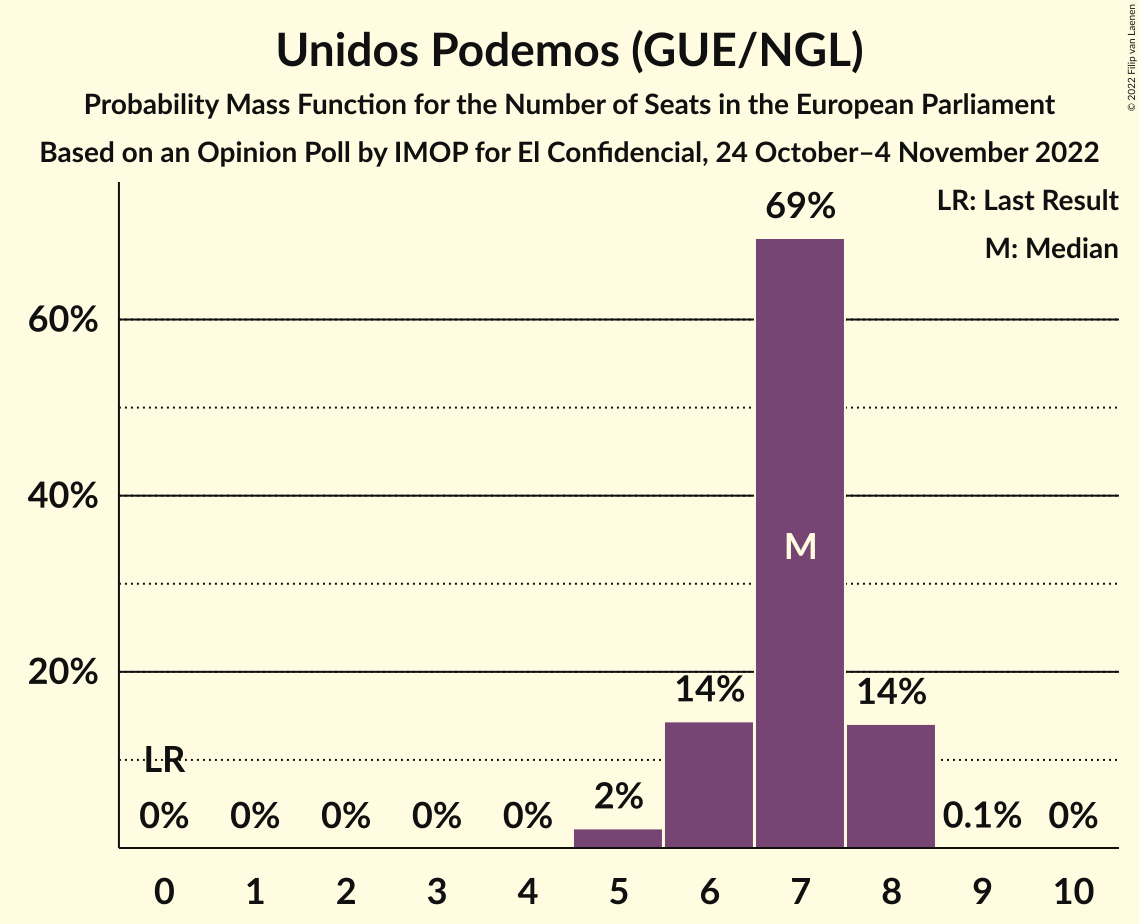 Unidos Podemos (GUE/NGL)
Probability Mass Function for the Number of Seats in the European Parliament
Based on an Opinion Poll by IMOP for El Confidencial, 24 October–4 November 2022
© 2022 Filip van Laenen
LR: Last Result
M: Median
69%
60%
40%
M
20%
14%
14%
LR
2%
0%
0%
0%
0%
0%
0.1%
0%
0 1 2 3 4 5 6 7 8 9 10